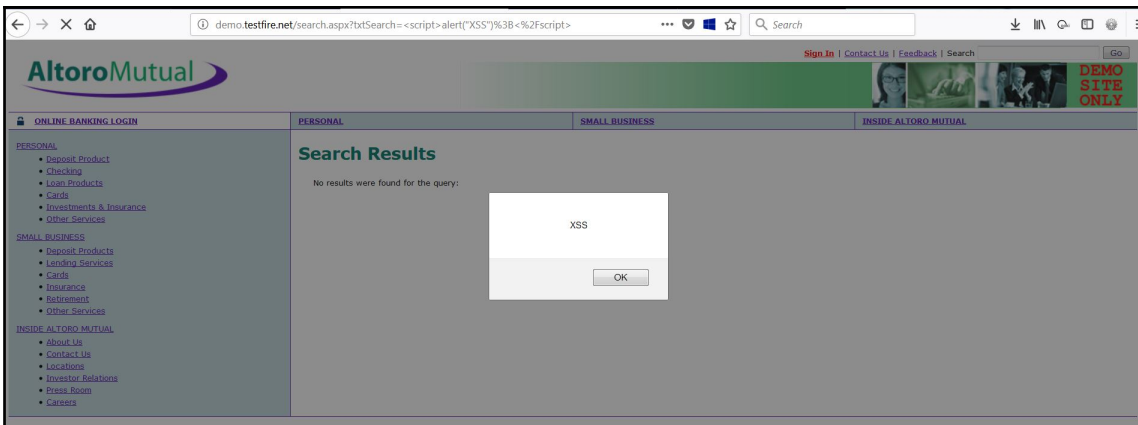 demo.testfire.net/search.aspx?txtSearch=<script>alert("XSS")%3B<%2Fscript>
Search
Sign In | Contact Us | Feedback | Search
Go
AltoroMutual
DEMO
SITE
ONLY
ONLINE BANKING LOGIN
PERSONAL
SMALL BUSINESS
INSIDE ALTORO MUTUAL
PERSONAL
Deposit Product
Checking
Loan Products
Cards
Investments & Insurance
Other Services
SMALL BUSINESS
Deposit Products
Lending Services
Cards
Insurance
Retirement
Other Services
INSIDE ALTORO MUTUAL
About Us
Contact Us
Locations
Investor Relations
Press Room
Careers
Search Results
No results were found for the query:
XSS
OK